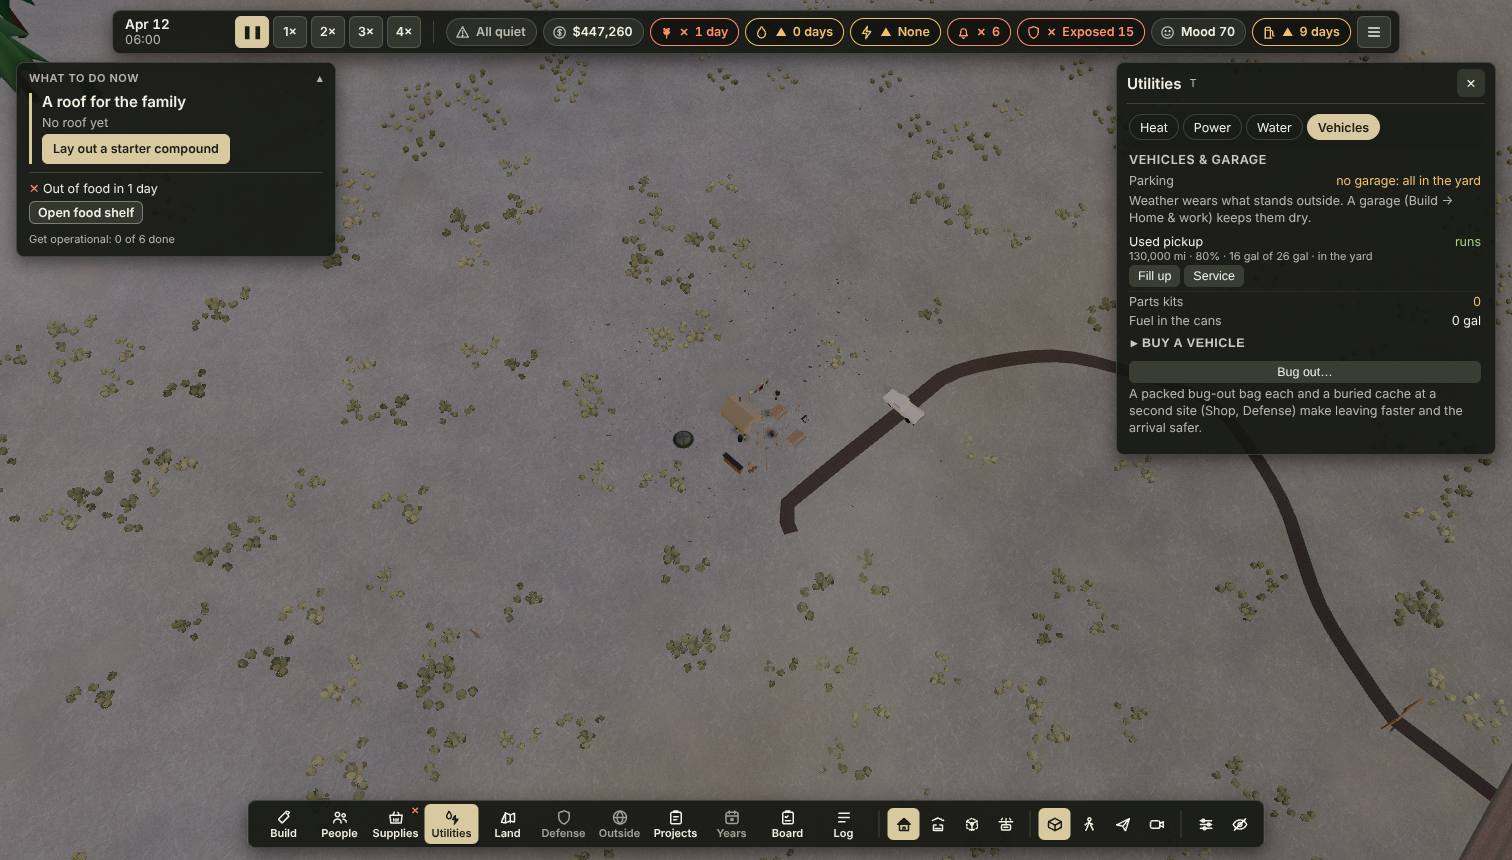 Apr 12
06:00
1×
2×
3×
4×
All quiet
$447,260
× 1 day
▲ 0 days
▲ None
× 6
× Exposed 15
Mood 70
▲ 9 days
WHAT TO DO NOW ▲
A roof for the family
No roof yet
Lay out a starter compound
× Out of food in 1 day
Open food shelf
Get operational: 0 of 6 done
Utilities T ×
Heat Power Water Vehicles
VEHICLES & GARAGE
Parking no garage: all in the yard
Weather wears what stands outside. A garage (Build →
Home & work) keeps them dry.
Used pickup runs
130,000 mi · 80% · 16 gal of 26 gal · in the yard
Fill up Service
Parts kits 0
Fuel in the cans 0 gal
▸ BUY A VEHICLE
Bug out…
A packed bug-out bag each and a buried cache at a
second site (Shop, Defense) make leaving faster and the
arrival safer.
Build People Supplies × Utilities Land Defense Outside Projects Years Board Log